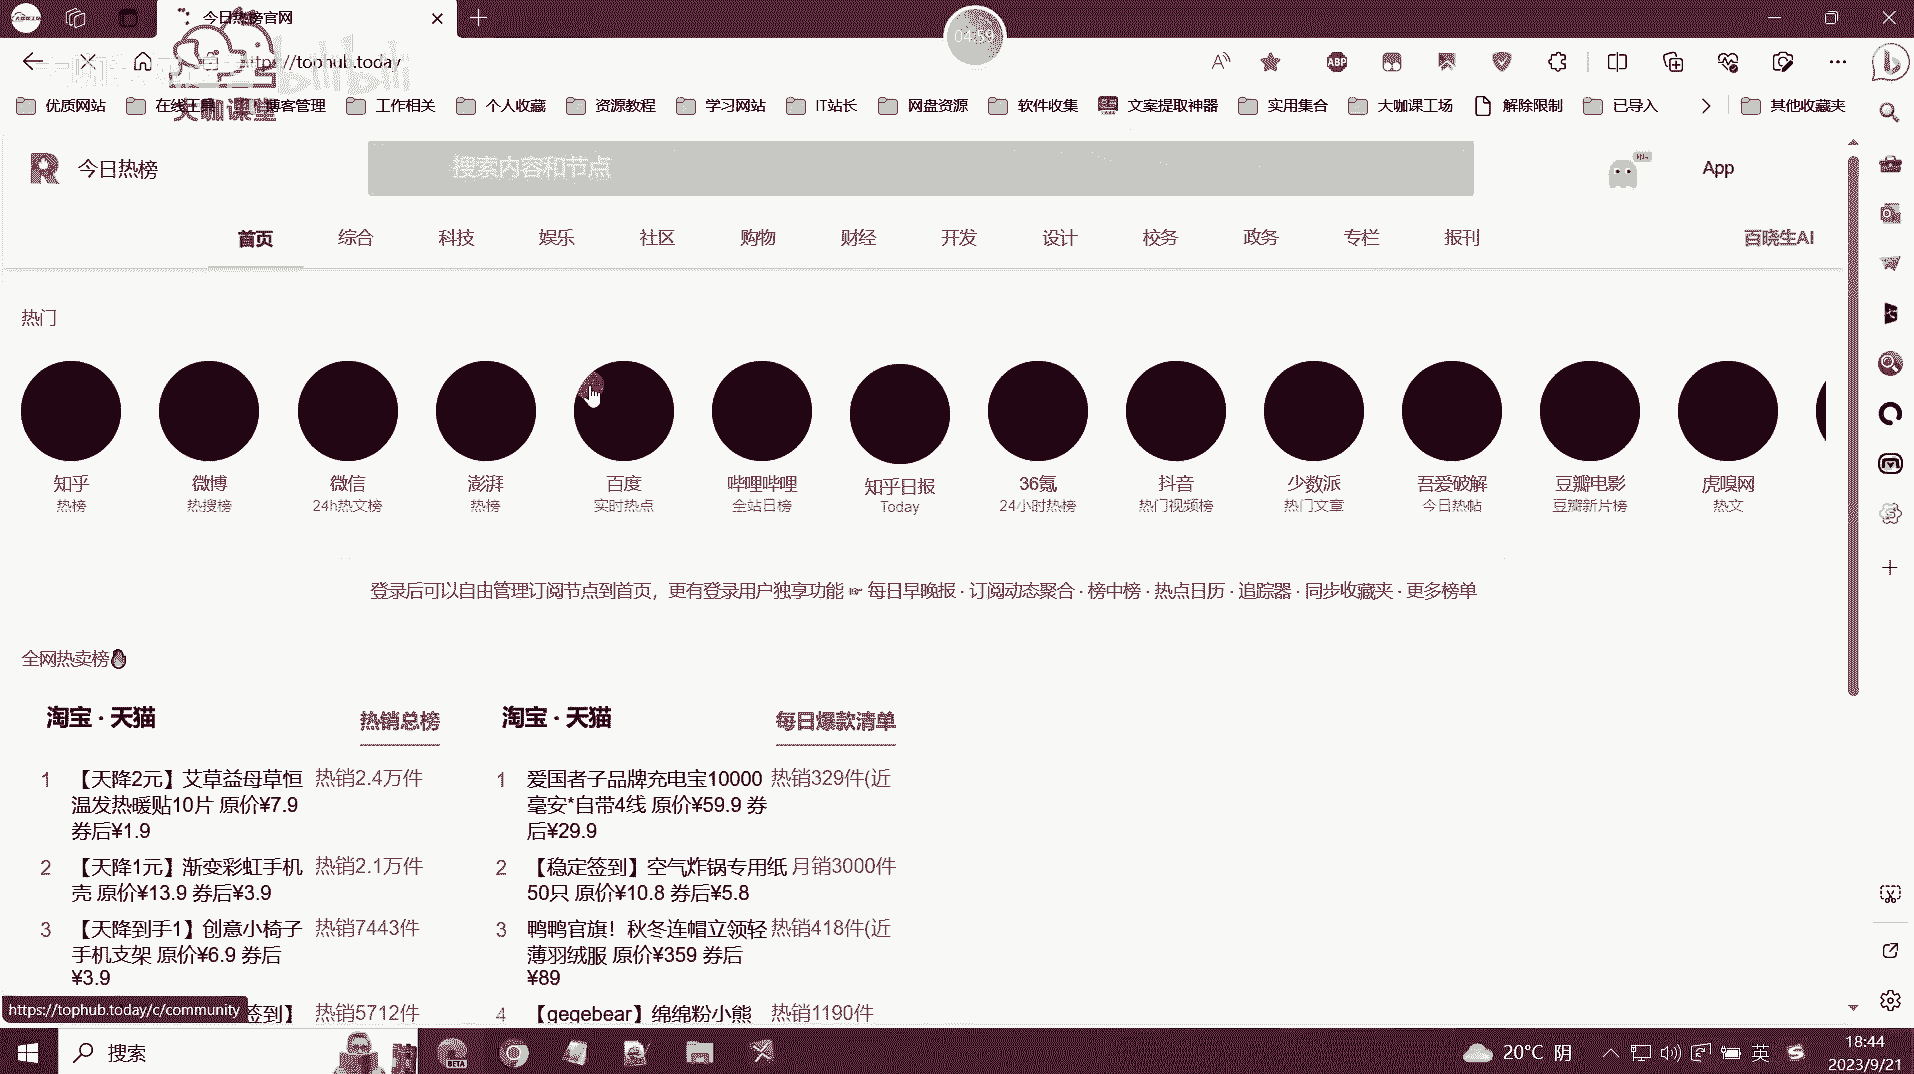 今日热榜官网
04:59
tophub.today
bilibili
大咖课堂
优质网站 博客管理 工作相关 个人收藏 资源教程 学习网站 IT站长 网盘资源 软件收集 文案提取神器 实用集合 大咖课工场 解除限制 已导入 其他收藏夹
今日热榜 搜索内容和节点 App
首页 综合 科技 娱乐 社区 购物 财经 开发 设计 校务 政务 专栏 报刊 百晓生AI
热门
知乎 微博 微信 澎湃 百度 哔哩哔哩 知乎日报 36氪 抖音 少数派 吾爱破解 豆瓣电影 虎嗅网
热榜 热搜榜 24h热文榜 热榜 实时热点 全站日榜 Today 24小时热榜 热门视频榜 热门文章 今日热帖 豆瓣新片榜 热文
登录后可以自由管理订阅节点到首页，更有登录用户独享功能 ☞ 每日早晚报 · 订阅动态聚合 · 榜中榜 · 热点日历 · 追踪器 · 同步收藏夹 · 更多榜单
全网热卖榜
淘宝 · 天猫 热销总榜
1 【天降2元】艾草益母草恒 热销2.4万件
温发热暖贴10片 原价¥7.9
券后¥1.9
2 【天降1元】渐变彩虹手机 热销2.1万件
壳 原价¥13.9 券后¥3.9
3 【天降到手1】创意小椅子 热销7443件
手机支架 原价¥6.9 券后
¥3.9
签到】 热销5712件
淘宝 · 天猫 每日爆款清单
1 爱国者子品牌充电宝10000 热销329件(近
毫安*自带4线 原价¥59.9 券
后¥29.9
2 【稳定签到】空气炸锅专用纸 月销3000件
50只 原价¥10.8 券后¥5.8
3 鸭鸭官旗！秋冬连帽立领轻 热销418件(近
薄羽绒服 原价¥359 券后
¥89
4 【gegebear】绵绵粉小熊 热销1190件
https://tophub.today/c/community
搜索 BETA 20°C 阴 英 18:44
2023/9/21